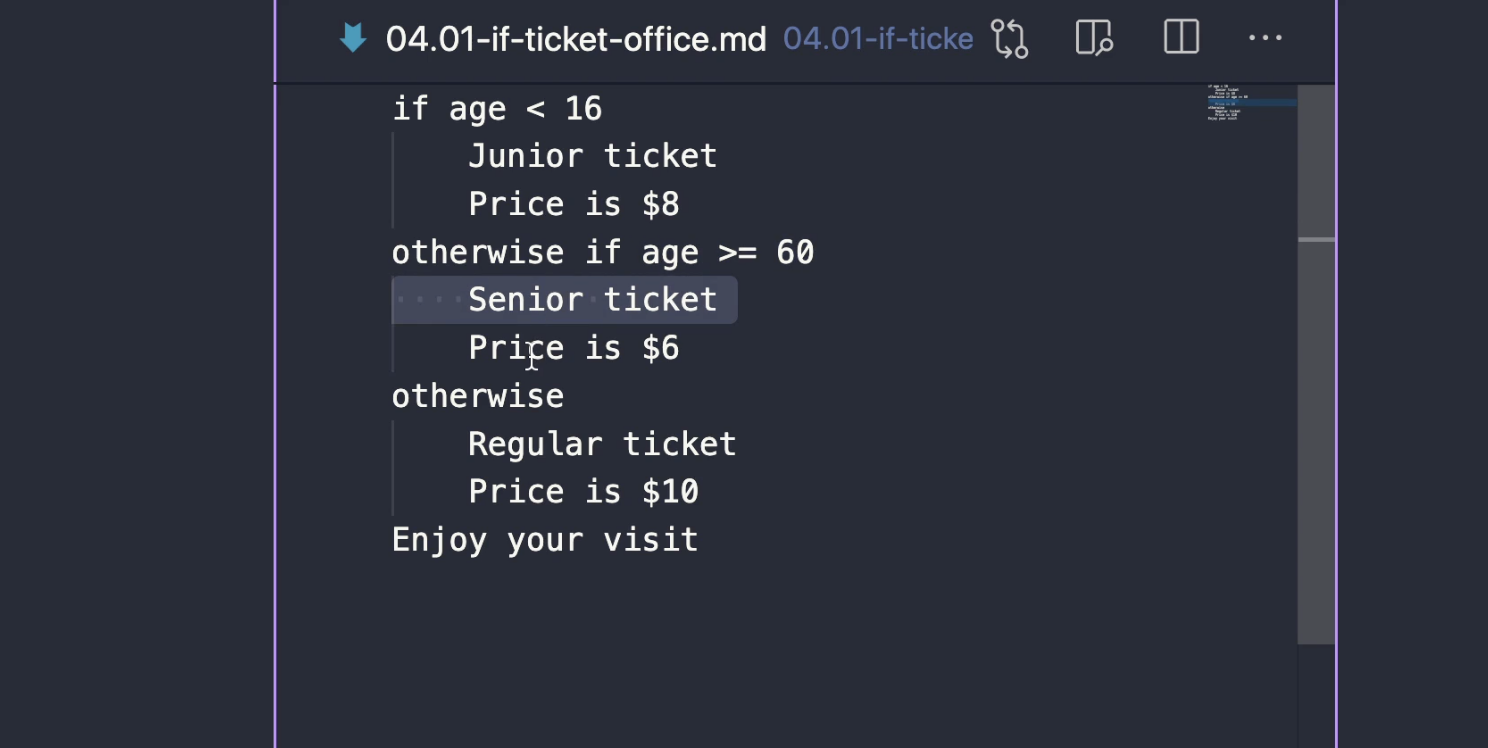 04.01-if-ticket-office.md 04.01-if-ticke
if age < 16
    Junior ticket
    Price is $8
otherwise if age >= 60
    Senior ticket
    Price is $6
otherwise
    Regular ticket
    Price is $10
Enjoy your visit